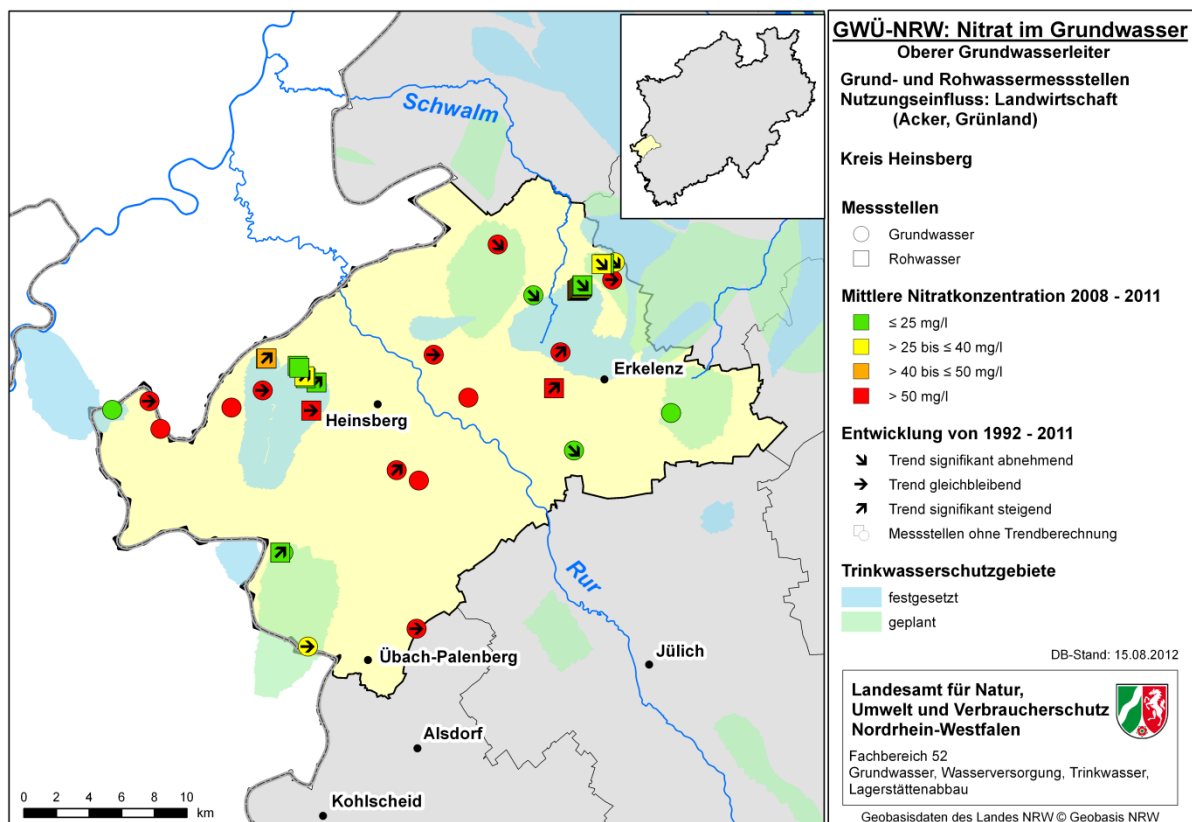 GWÜ-NRW: Nitrat im Grundwasser
Oberer Grundwasserleiter
Grund- und Rohwassermessstellen
Nutzungseinfluss: Landwirtschaft
(Acker, Grünland)
Kreis Heinsberg
Messstellen
Grundwasser
Rohwasser
Mittlere Nitratkonzentration 2008 - 2011
≤ 25 mg/l
> 25 bis ≤ 40 mg/l
> 40 bis ≤ 50 mg/l
> 50 mg/l
Entwicklung von 1992 - 2011
Trend signifikant abnehmend
Trend gleichbleibend
Trend signifikant steigend
Messstellen ohne Trendberechnung
Trinkwasserschutzgebiete
festgesetzt
geplant
DB-Stand: 15.08.2012
Landesamt für Natur,
Umwelt und Verbraucherschutz
Nordrhein-Westfalen
Fachbereich 52
Grundwasser, Wasserversorgung, Trinkwasser,
Lagerstättenabbau
Geobasisdaten des Landes NRW © Geobasis NRW
Schwalm
Erkelenz
Heinsberg
Rur
Übach-Palenberg
Jülich
Alsdorf
Kohlscheid
0 2 4 6 8 10
km